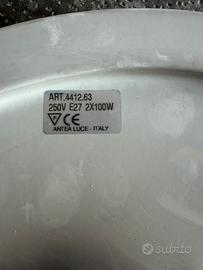 ART.4412.63
250V E27 2X100W
F CE
ANTEA LUCE - ITALY
subito